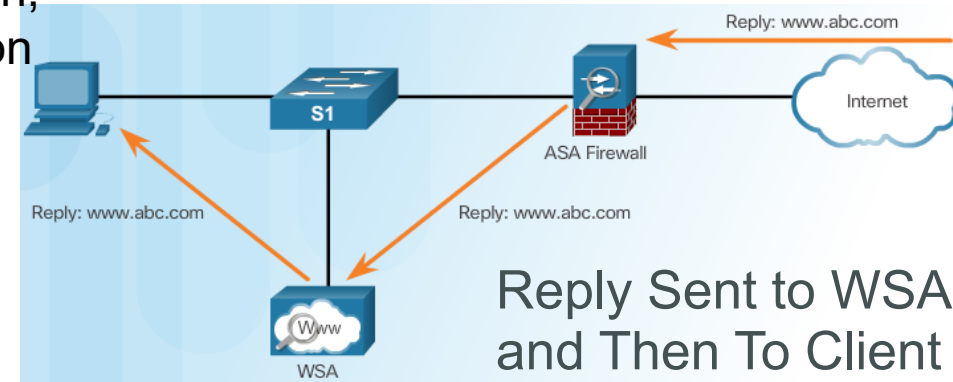 on
Reply: www.abc.com
S1
Internet
ASA Firewall
Reply: www.abc.com
Reply: www.abc.com
Www
WSA
Reply Sent to WSA
and Then To Client